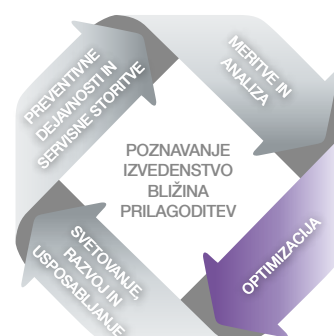 PREVENTIVNE
DEJAVNOSTI IN
SERVISNE STORITVE
MERITVE IN
ANALIZA
POZNAVANJE
IZVEDENSTVO
BLIŽINA
PRILAGODITEV
OPTIMIZACIJA
SVETOVANJE,
RAZVOJ IN
USPOSABLJANJE